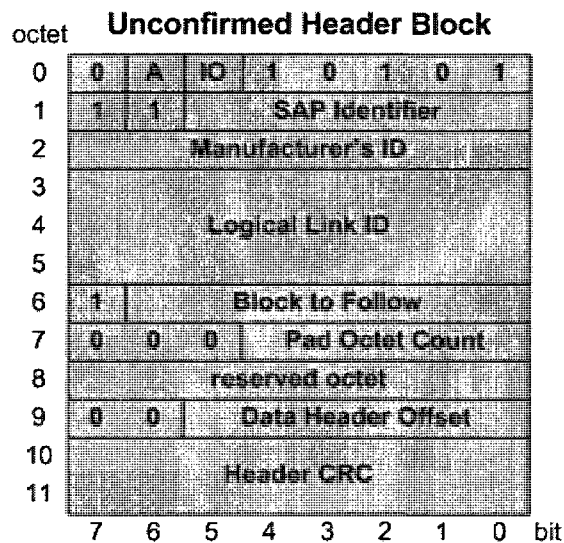 Unconfirmed Header Block
octet
0 0 A IO 1 0 1 0 1
1 1 1 SAP Identifier
2 Manufacturer's ID
3
4 Logical Link ID
5
6 1 Block to Follow
7 0 0 0 Pad Octet Count
8 reserved octet
9 0 0 Data Header Offset
10
Header CRC
11
7 6 5 4 3 2 1 0 bit